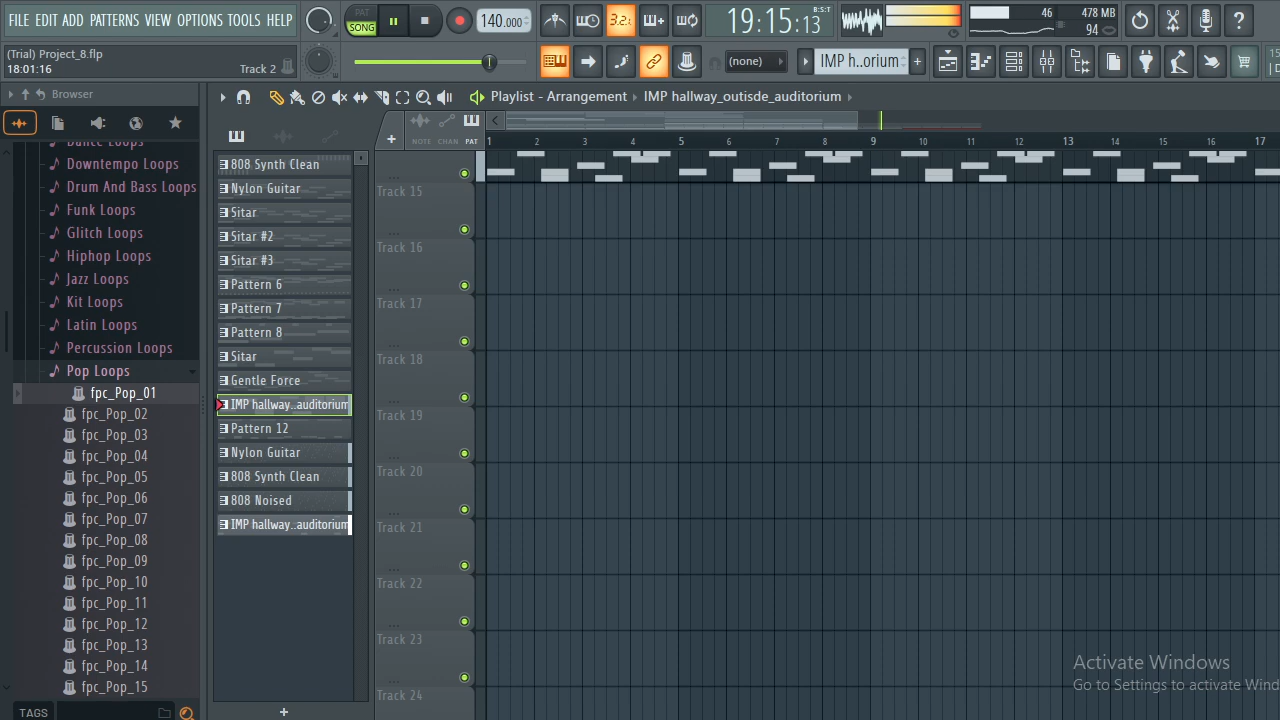 FILE EDIT ADD PATTERNS VIEW OPTIONS TOOLS HELP
PAT
SONG
140.000
3.2.
19:15:13
B:S:T
46
478 MB
94
(Trial) Project_8.flp
18:01:16
Track 2
(none)
IMP h..orium
+
Browser
Playlist - Arrangement
IMP hallway_outisde_auditorium
NOTE CHAN PAT
1 2 3 4 5 6 7 8 9 10 11 12 13 14 15 16 17
Dance Loops
Downtempo Loops
Drum And Bass Loops
Funk Loops
Glitch Loops
Hiphop Loops
Jazz Loops
Kit Loops
Latin Loops
Percussion Loops
Pop Loops
fpc_Pop_01
fpc_Pop_02
fpc_Pop_03
fpc_Pop_04
fpc_Pop_05
fpc_Pop_06
fpc_Pop_07
fpc_Pop_08
fpc_Pop_09
fpc_Pop_10
fpc_Pop_11
fpc_Pop_12
fpc_Pop_13
fpc_Pop_14
fpc_Pop_15
TAGS
808 Synth Clean
Nylon Guitar
Sitar
Sitar #2
Sitar #3
Pattern 6
Pattern 7
Pattern 8
Sitar
Gentle Force
IMP hallway..auditorium
Pattern 12
Nylon Guitar
808 Synth Clean
808 Noised
IMP hallway..auditorium
+
Track 15
Track 16
Track 17
Track 18
Track 19
Track 20
Track 21
Track 22
Track 23
Track 24
Activate Windows
Go to Settings to activate Wind